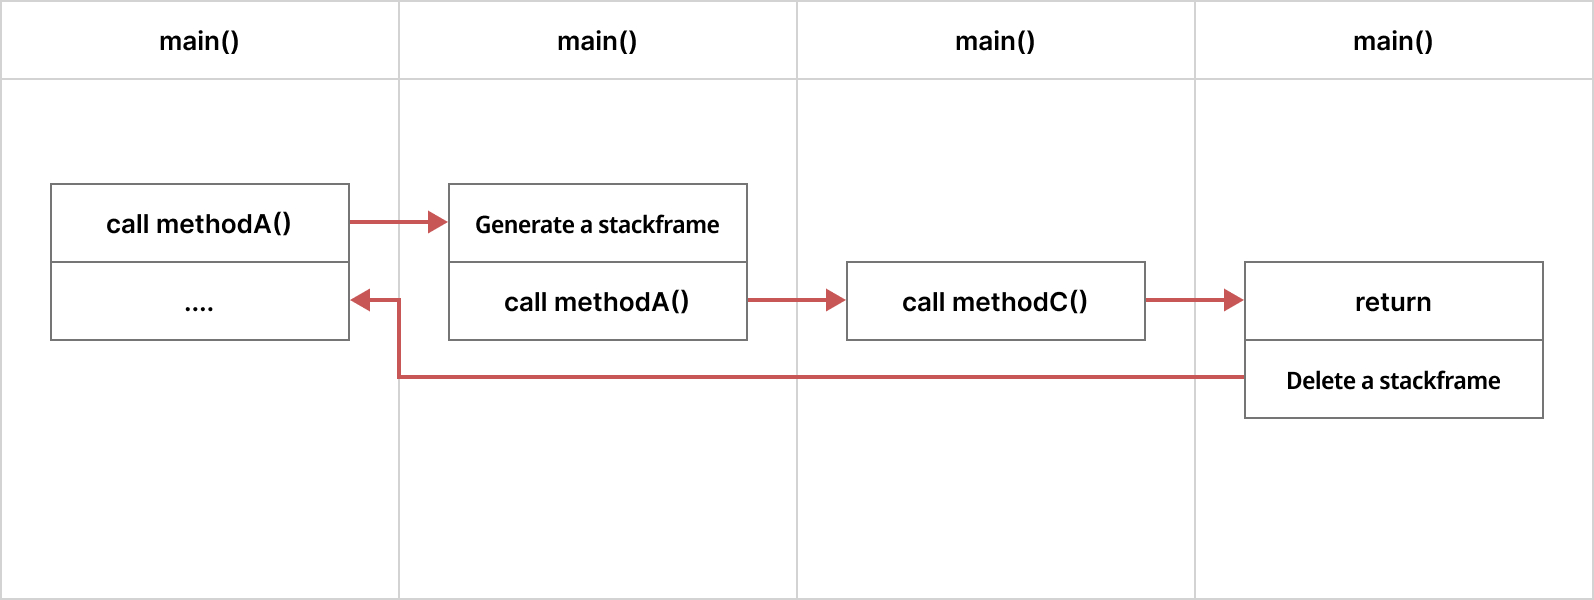 main()
main()
main()
main()
call methodA()
Generate a stackframe
....
call methodA()
call methodC()
return
Delete a stackframe